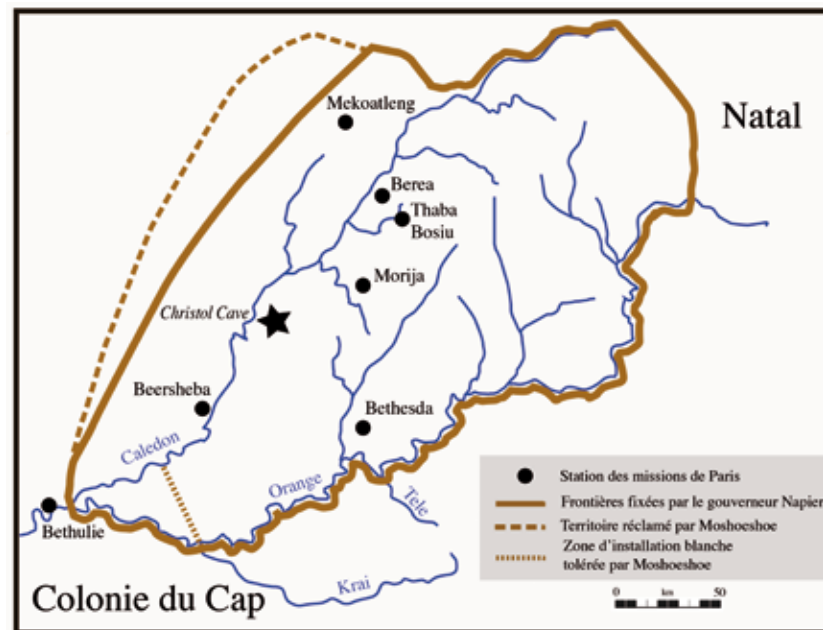 Mekoatleng
Natal
Berea
Thaba
Bosiu
Morija
Christol Cave
Beersheba
Bethesda
Caledon
Orange
Tele
Bethulie
Krai
Colonie du Cap
Station des missions de Paris
Frontières fixées par le gouverneur Napier
Territoire réclamé par Moshoeshoe
Zone d'installation blanche
tolérée par Moshoeshoe
0 km 50